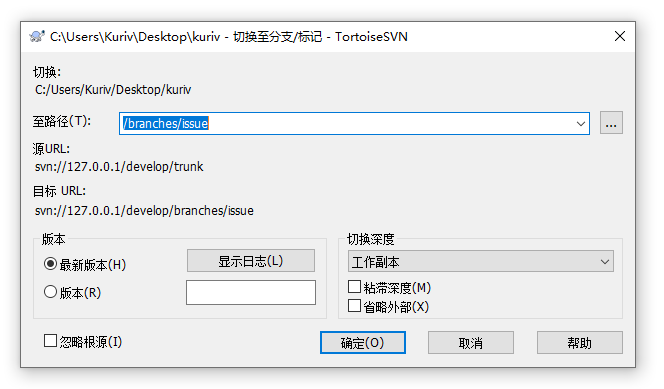 C:\Users\Kuriv\Desktop\kuriv - 切换至分支/标记 - TortoiseSVN
切换:
C:/Users/Kuriv/Desktop/kuriv
至路径(T): /branches/issue ...
源URL:
svn://127.0.0.1/develop/trunk
目标 URL:
svn://127.0.0.1/develop/branches/issue
版本
最新版本(H) 显示日志(L)
版本(R)
切换深度
工作副本
粘滞深度(M)
省略外部(X)
忽略根源(I) 确定(O) 取消 帮助